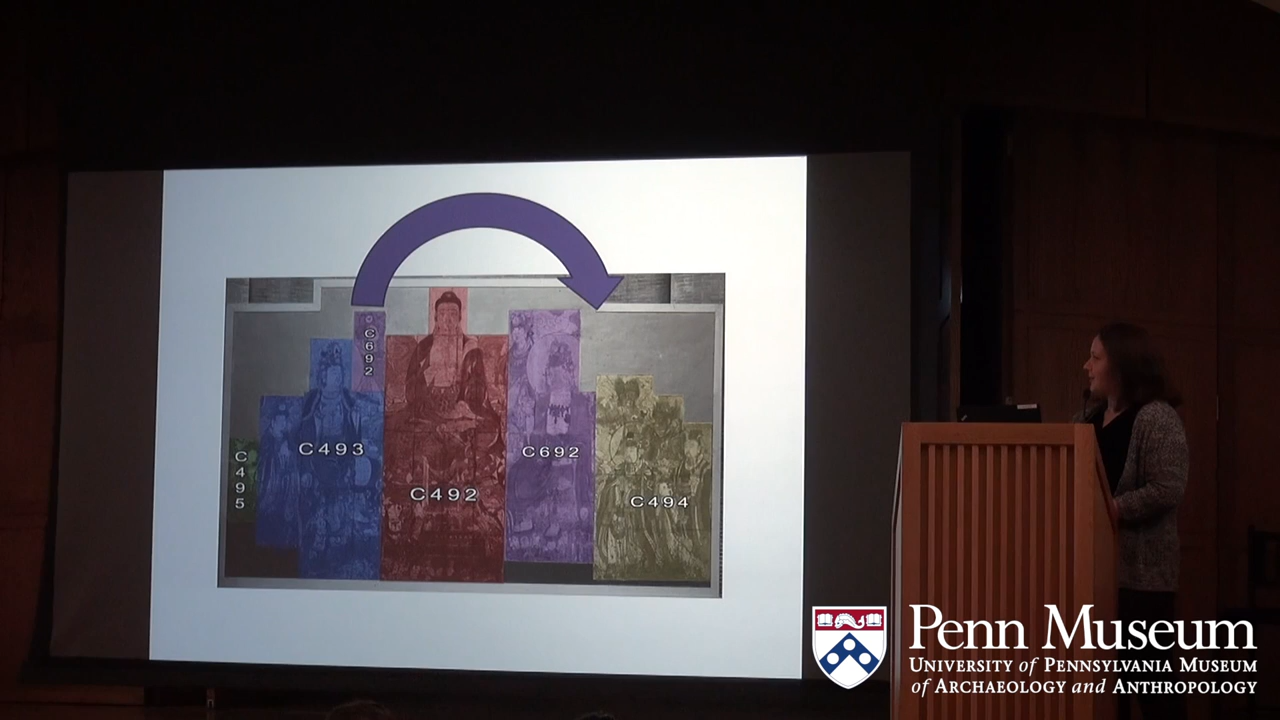 C692
C493
C495
C492
C692
C494
Penn Museum
UNIVERSITY of PENNSYLVANIA MUSEUM
of ARCHAEOLOGY and ANTHROPOLOGY